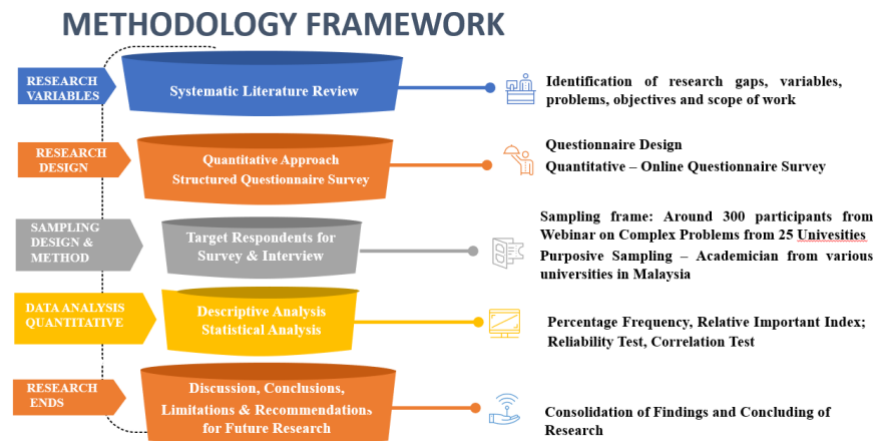 METHODOLOGY FRAMEWORK
RESEARCH
VARIABLES
Systematic Literature Review
Identification of research gaps, variables,
problems, objectives and scope of work
RESEARCH
DESIGN
Quantitative Approach
Structured Questionnaire Survey
Questionnaire Design
Quantitative – Online Questionnaire Survey
SAMPLING
DESIGN &
METHOD
Target Respondents for
Survey & Interview
Sampling frame: Around 300 participants from
Webinar on Complex Problems from 25 Univesities
Purposive Sampling – Academician from various
universities in Malaysia
DATA ANALYSIS
QUANTITATIVE
Descriptive Analysis
Statistical Analysis
Percentage Frequency, Relative Important Index;
Reliability Test, Correlation Test
RESEARCH
ENDS
Discussion, Conclusions,
Limitations & Recommendations
for Future Research
Consolidation of Findings and Concluding of
Research